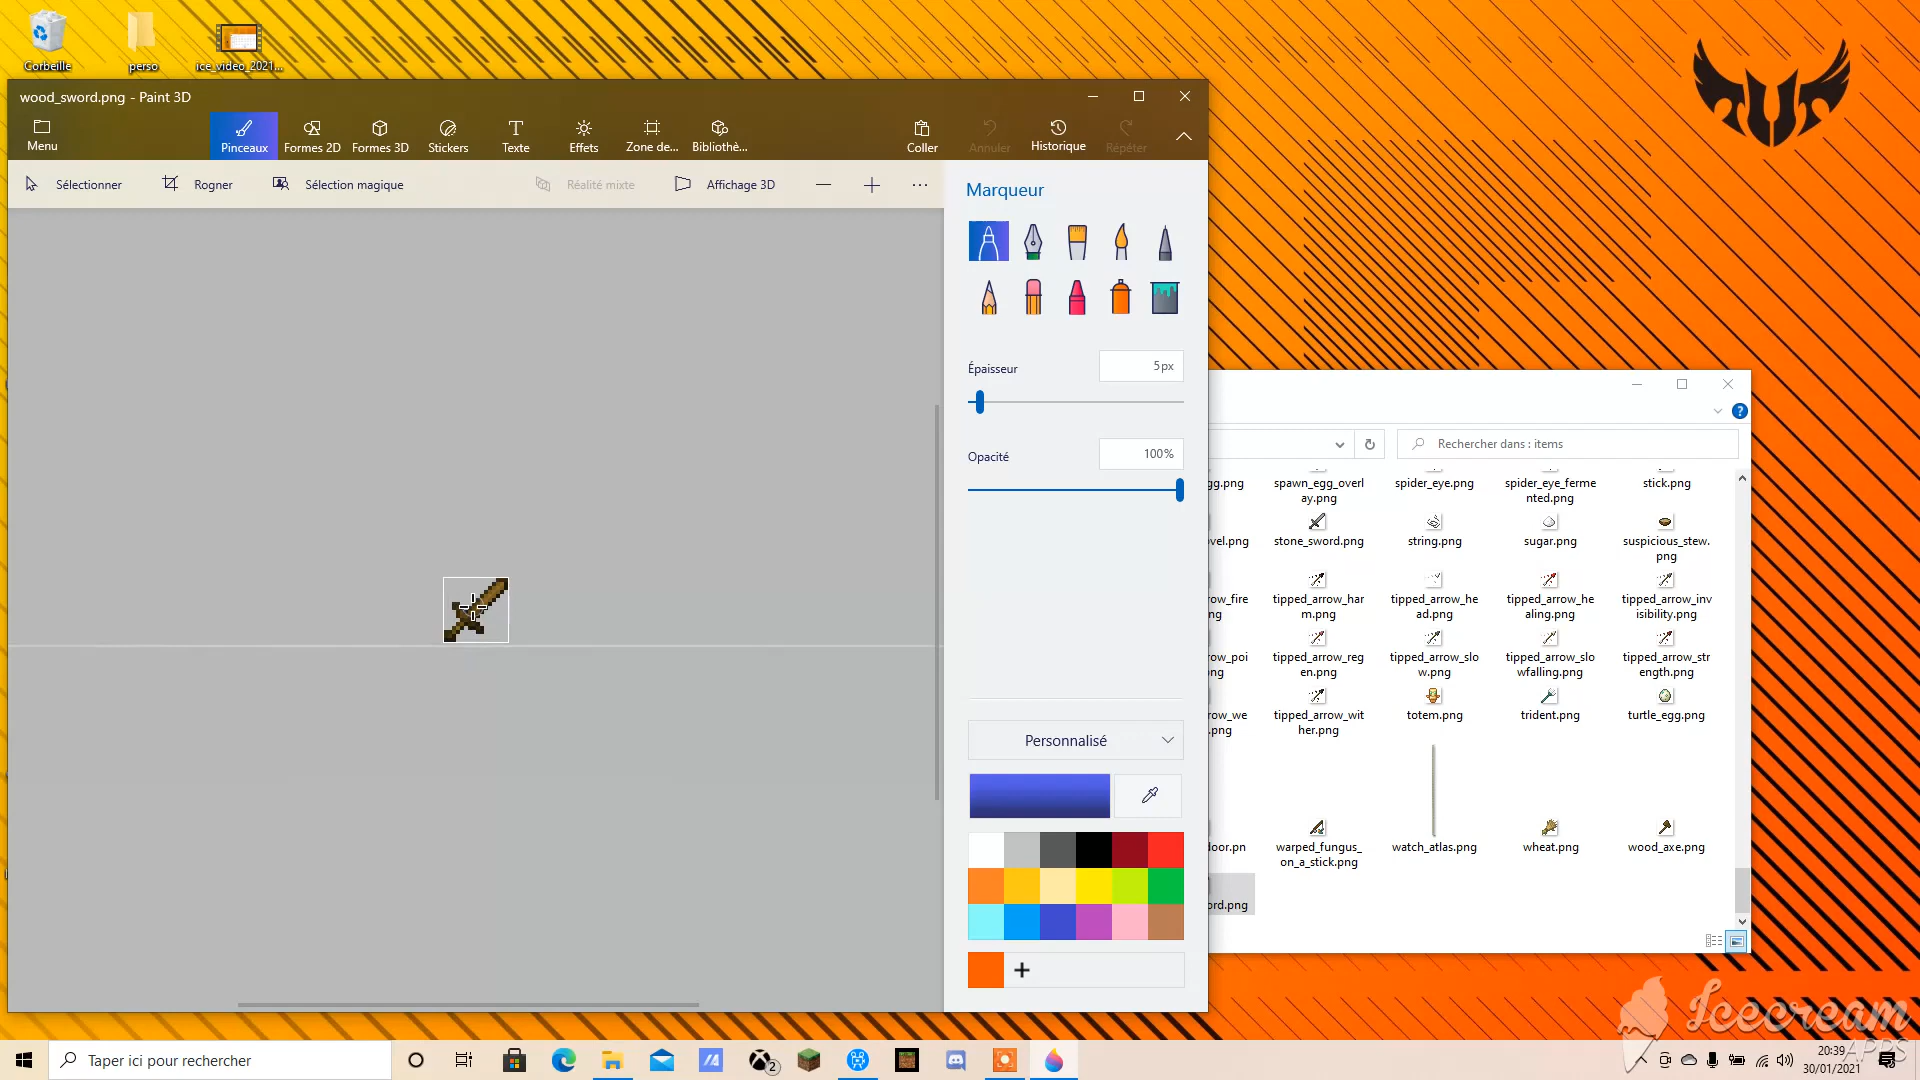 Corbeille
perso
ice_video_2021...
wood_sword.png - Paint 3D
Menu
Pinceaux
Formes 2D
Formes 3D
Stickers
Texte
Effets
Zone de...
Bibliothè...
Coller
Annuler
Historique
Répéter
Sélectionner
Rogner
Sélection magique
Réalité mixte
Affichage 3D
Marqueur
Épaisseur
5px
Opacité
100%
Personnalisé
Rechercher dans : items
gg.png
spawn_egg_overl
ay.png
spider_eye.png
spider_eye_ferme
nted.png
stick.png
vel.png
stone_sword.png
string.png
sugar.png
suspicious_stew.
png
ow_fire
ng
tipped_arrow_har
m.png
tipped_arrow_he
ad.png
tipped_arrow_he
aling.png
tipped_arrow_inv
isibility.png
ow_poi
ng
tipped_arrow_reg
en.png
tipped_arrow_slo
w.png
tipped_arrow_slo
wfalling.png
tipped_arrow_str
ength.png
ow_we
.png
tipped_arrow_wit
her.png
totem.png
trident.png
turtle_egg.png
door.pn
warped_fungus_
on_a_stick.png
watch_atlas.png
wheat.png
wood_axe.png
ord.png
Icecream
APPS
Taper ici pour rechercher
2
20:39
30/01/2021